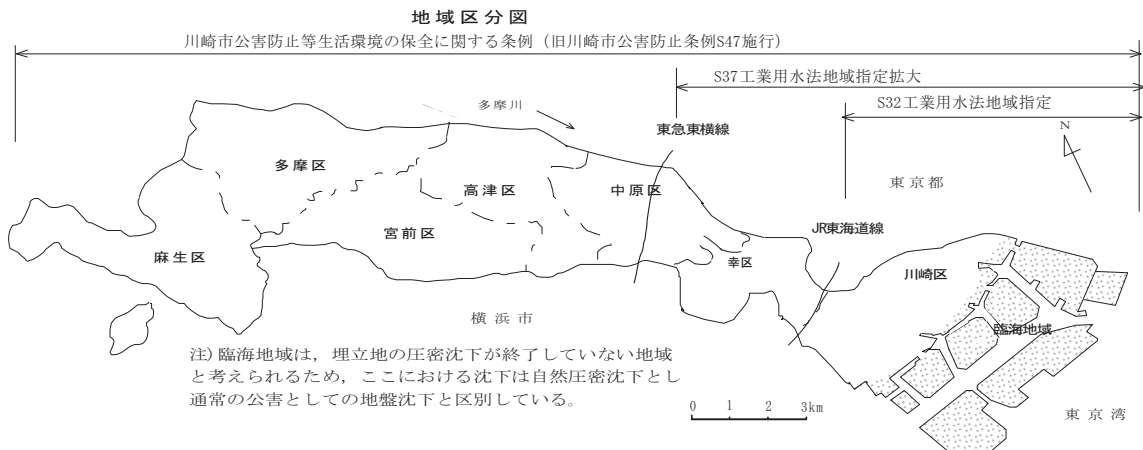 地域区分図
川崎市公害防止等生活環境の保全に関する条例（旧川崎市公害防止条例S47施行）
S37工業用水法地域指定拡大
S32工業用水法地域指定
多摩川
東急東横線
N
多摩区
高津区
中原区
東京都
宮前区
JR東海道線
麻生区
幸区
川崎区
横浜市
臨海地域
注）臨海地域は，埋立地の圧密沈下が終了していない地域
と考えられるため，ここにおける沈下は自然圧密沈下とし
通常の公害としての地盤沈下と区別している。
0 1 2 3km
東京湾